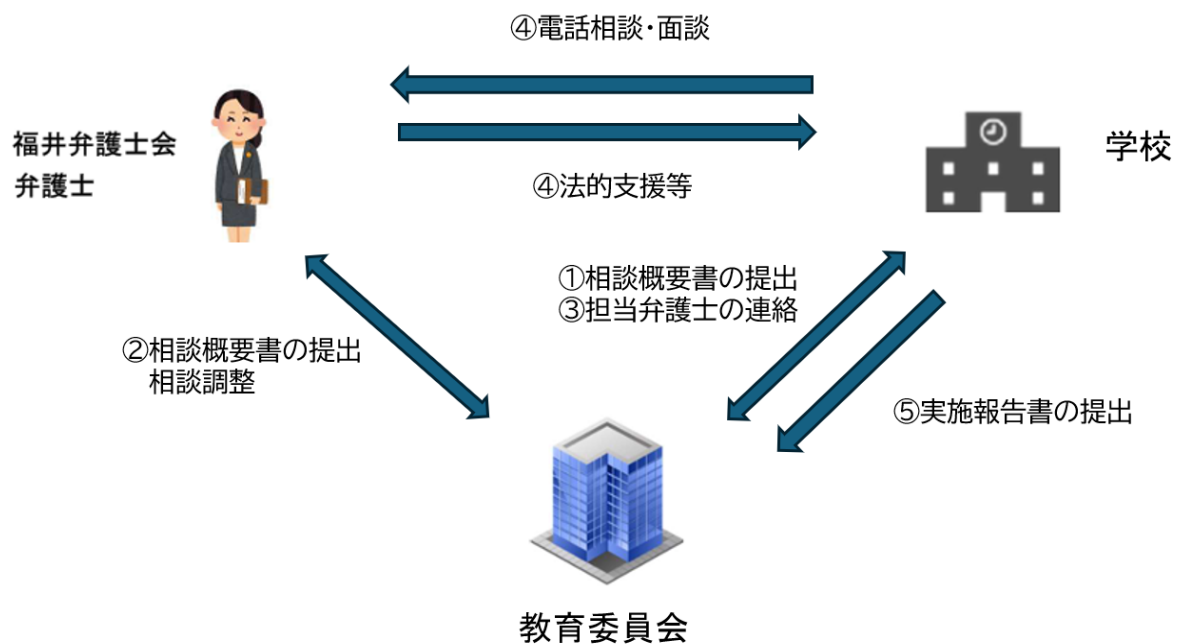 ④電話相談・面談
福井弁護士会
弁護士
学校
④法的支援等
①相談概要書の提出
③担当弁護士の連絡
②相談概要書の提出
相談調整
⑤実施報告書の提出
教育委員会